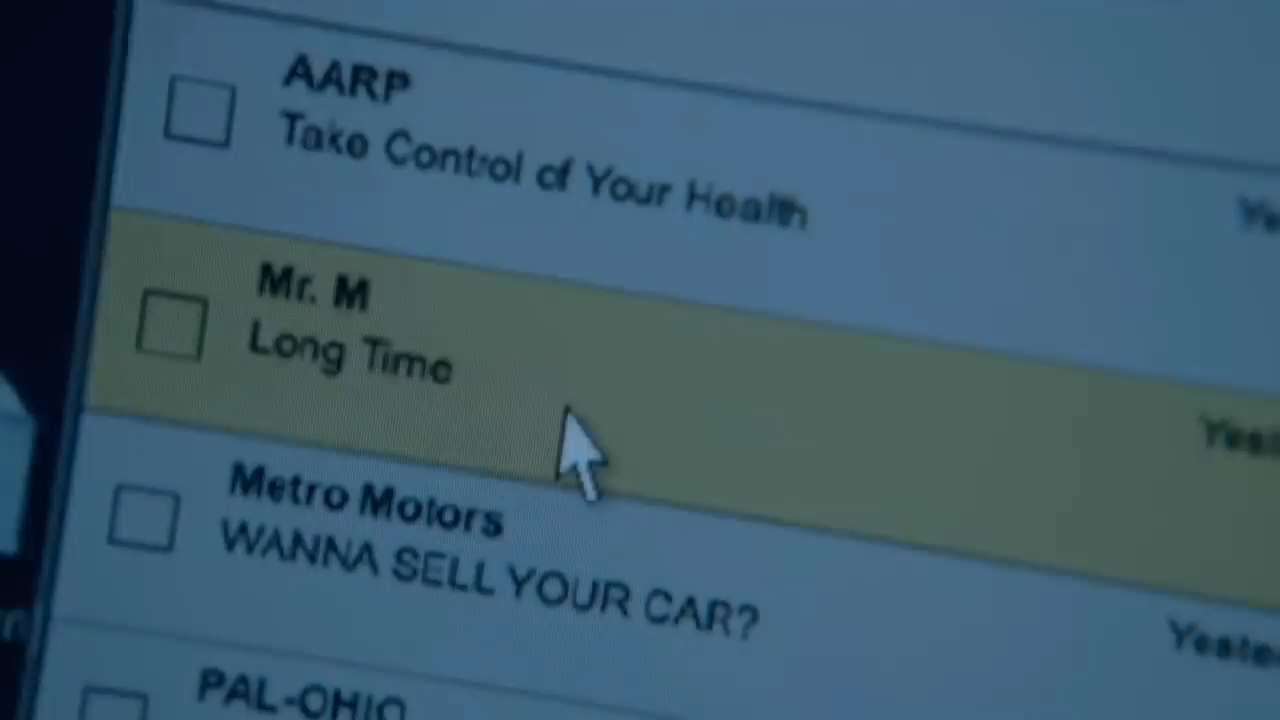 AARP
Take Control of Your Health
Mr. M
Long Time
Metro Motors
WANNA SELL YOUR CAR?
PAL-OHIO